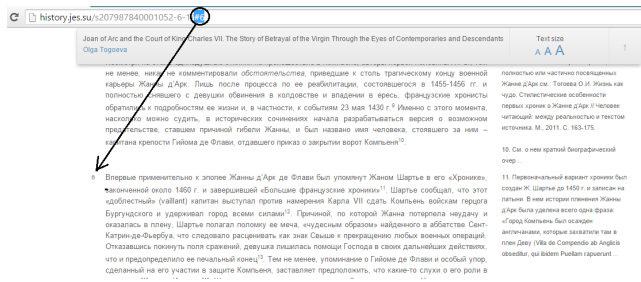 history.jes.su/s207987840001052-6-1
Joan of Arc and the Court of King Charles VII. The Story of Betrayal of the Virgin Through the Eyes of Contemporaries and Descendants
Olga Togoeva
Text size
A A A
↑
не менее, никак не комментировали обстоятельства, приведшие к столь трагическому концу военной
карьеры Жанны д'Арк. Лишь после процесса по ее реабилитации, состоявшегося в 1455-1456 гг. и
полностью снявшего с девушки обвинения в колдовстве и впадении в ересь, французские хронисты
обратились к подробностям ее жизни и, в частности, к событиям 23 мая 1430 г.9 Именно с этого момента,
насколько можно судить, в исторических сочинениях начала разрабатываться версия о возможном
предательстве, ставшем причиной гибели Жанны, и был названо имя человека, стоявшего за ним –
капитана крепости Гийома де Флави, отдавшего приказ о закрытии ворот Компьеня10.
6
Впервые применительно к эпопее Жанны д'Арк де Флави был упомянут Жаном Шартье в его «Хронике»,
законченной около 1460 г. и завершившей «Большие французские хроники»11. Шартье сообщал, что этот
«доблестный» (vaillant) капитан выступал против намерения Карла VII сдать Компьень войскам герцога
Бургундского и удерживал город всеми силами12. Причиной, по которой Жанна потерпела неудачу и
оказалась в плену, Шартье полагал поломку ее меча, «чудесным образом» найденного в аббатстве Сент-
Катрин-де-Фьербуа, что следовало расценивать как знак Свыше к прекращению любых военных операций.
Отказавшись покинуть поля сражений, девушка лишилась помощи Господа в своих дальнейших действиях,
что и предопределило ее печальный конец13. Тем не менее, упоминание о Гийоме де Флави и особый упор,
сделанный на его участии в защите Компьеня, заставляет предположить, что какие-то слухи о его роли в
полностью или частично посвященных
Жанне д'Арк см.: Тогоева О.И. Жизнь как
чудо. Стилистические особенности
первых хроник о Жанне д'Арк // Человек
читающий: между реальностью и текстом
источника. М., 2011. С. 163-175.
10. См. о нем краткий биографический
очер ...
11. Первоначальный вариант хроники был
создан Ж. Шартье до 1450 г. и записан на
латыни. В нем истории пленения Жанны
д'Арк была уделена всего одна фраза:
«Город Компьень был осажден
англичанами, которые захватили там в
плен Деву (Villa de Compendio ab Anglicis
obseditur, qui ibidem Puellam rapuerunt ...